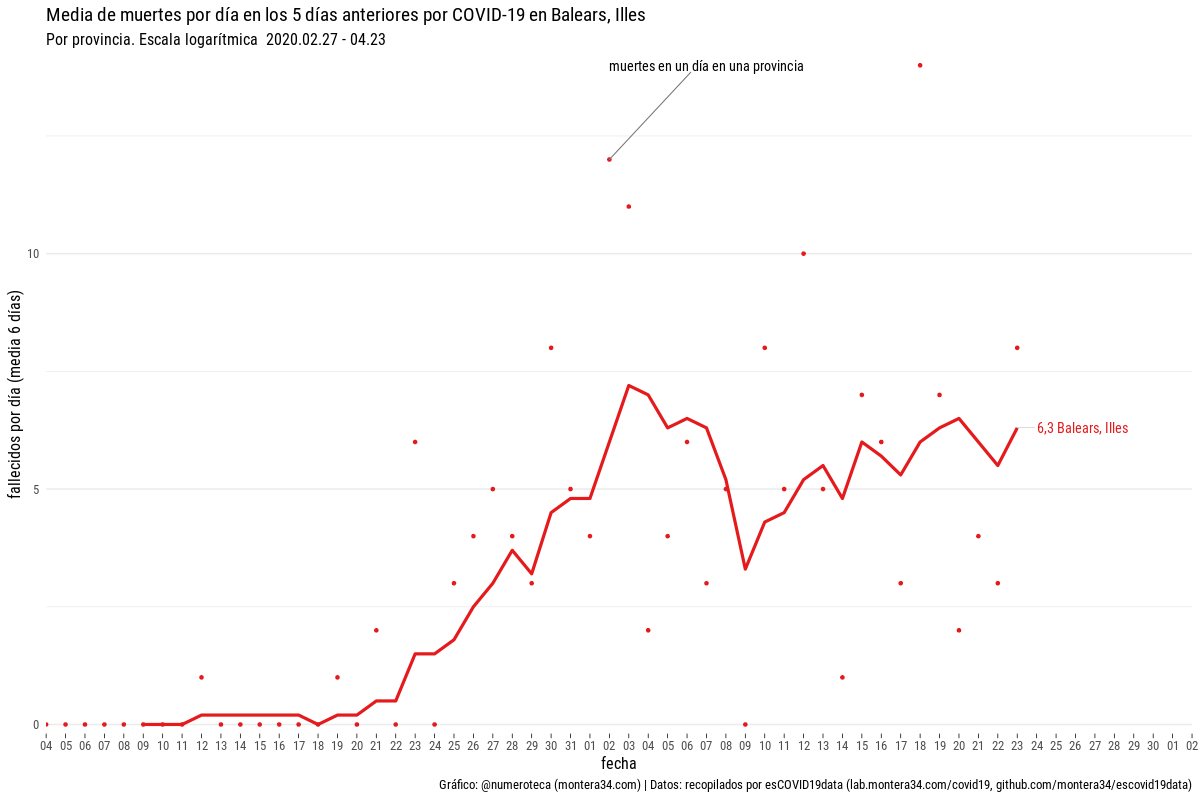 Media de muertes por día en los 5 días anteriores por COVID-19 en Balears, Illes
Por provincia. Escala logarítmica  2020.02.27 - 04.23
muertes en un día en una provincia
10
5
0
fallecidos por día (media 6 días)
6,3 Balears, Illes
04 05 06 07 08 09 10 11 12 13 14 15 16 17 18 19 20 21 22 23 24 25 26 27 28 29 30 31 01 02 03 04 05 06 07 08 09 10 11 12 13 14 15 16 17 18 19 20 21 22 23 24 25 26 27 28 29 30 01 02
fecha
Gráfico: @numeroteca (montera34.com) | Datos: recopilados por esCOVID19data (lab.montera34.com/covid19, github.com/montera34/escovid19data)